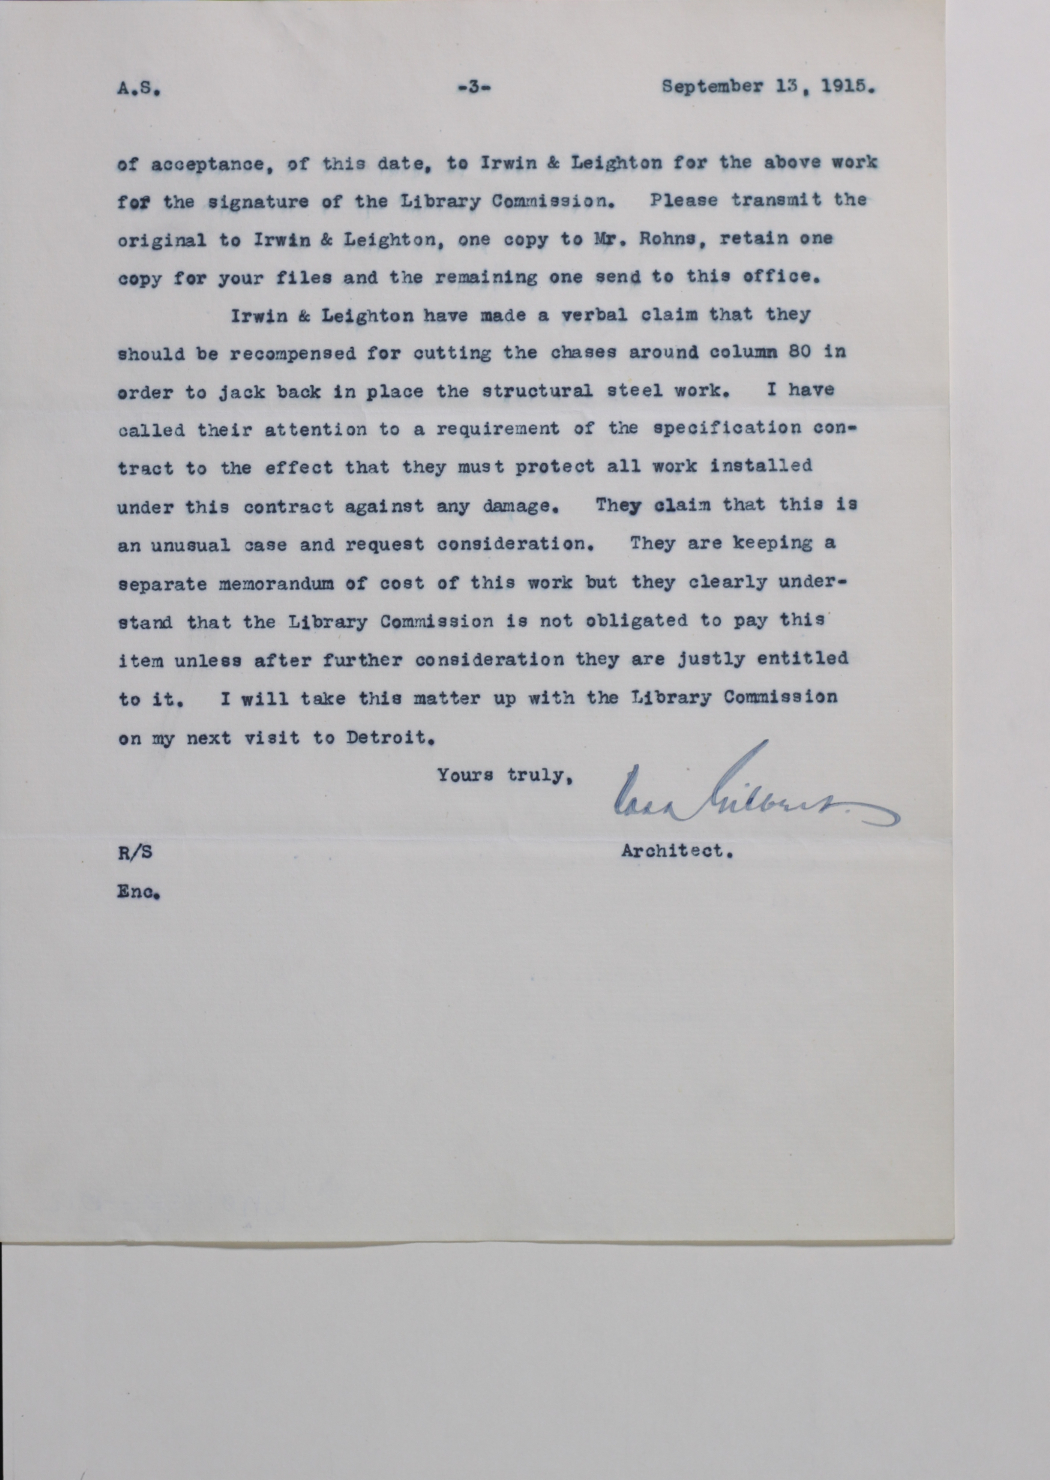 A.S. -3- September 13, 1915.
of acceptance, of this date, to Irwin & Leighton for the above work
for the signature of the Library Commission. Please transmit the
original to Irwin & Leighton, one copy to Mr. Rohns, retain one
copy for your files and the remaining one send to this office.
Irwin & Leighton have made a verbal claim that they
should be recompensed for cutting the chases around column 80 in
order to jack back in place the structural steel work. I have
called their attention to a requirement of the specification con-
tract to the effect that they must protect all work installed
under this contract against any damage. They claim that this is
an unusual case and request consideration. They are keeping a
separate memorandum of cost of this work but they clearly under-
stand that the Library Commission is not obligated to pay this
item unless after further consideration they are justly entitled
to it. I will take this matter up with the Library Commission
on my next visit to Detroit.
Yours truly,
Cass Gilbert.
R/S Architect.
Enc.